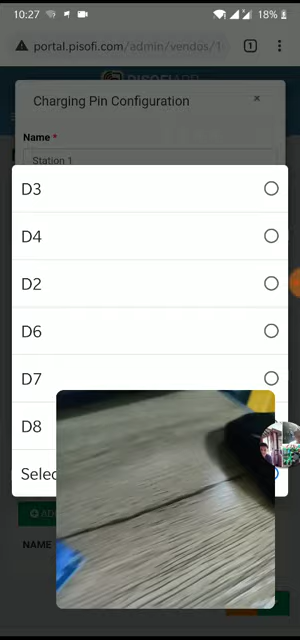 10:27
18%
portal.pisofi.com/admin/vendos/1
1
Charging Pin Configuration
×
Name *
Station 1
D3
D4
D2
D6
D7
D8
Selec
NAME